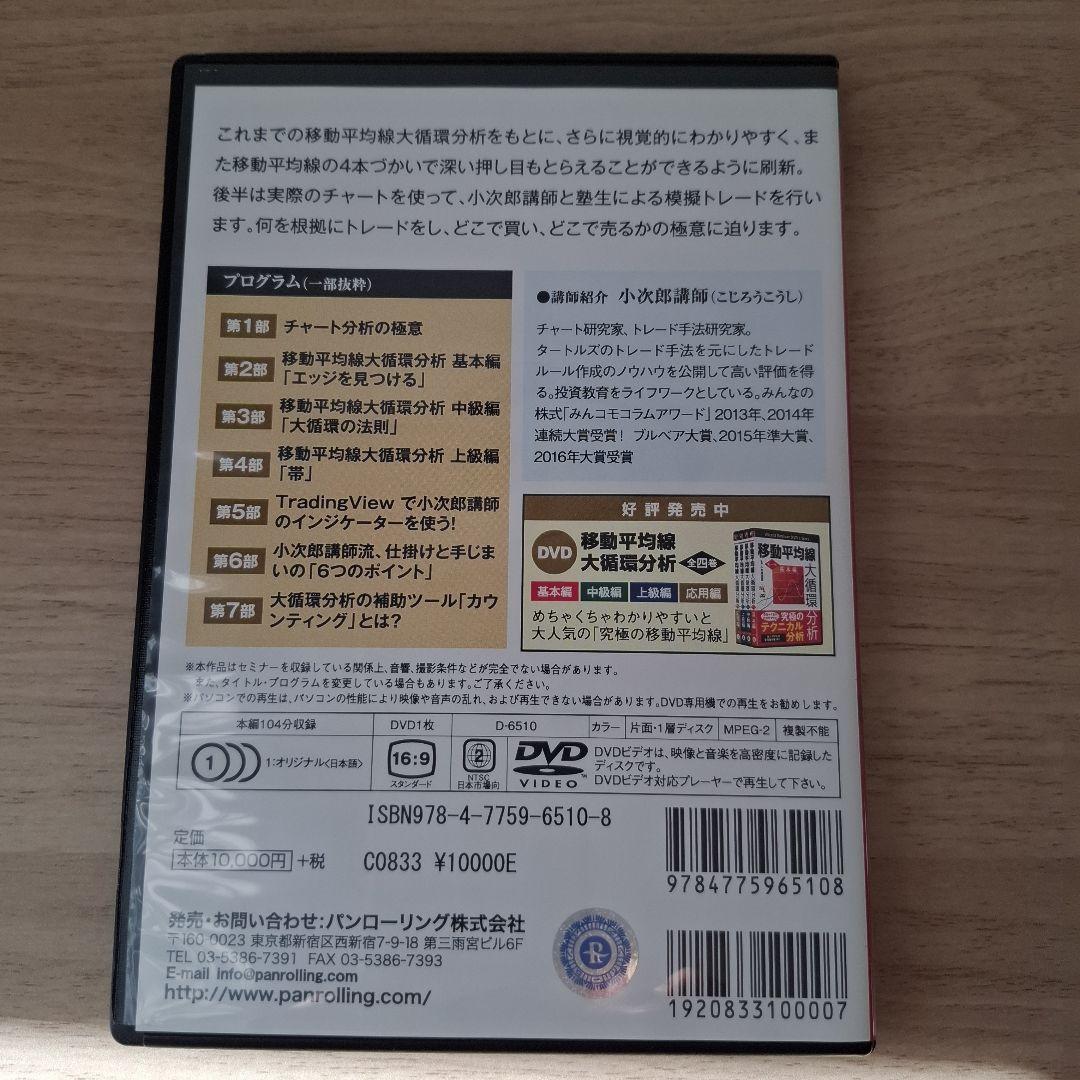 これまでの移動平均線大循環分析をもとに、さらに視覚的にわかりやすく、ま
た移動平均線の4本づかいで深い押し目もとらえることができるように刷新。
後半は実際のチャートを使って、小次郎講師と塾生による模擬トレードを行い
ます。何を根拠にトレードをし、どこで買い、どこで売るかの極意に迫ります。
プログラム(一部抜粋)
第1部 チャート分析の極意
第2部 移動平均線大循環分析 基本編
「エッジを見つける」
第3部 移動平均線大循環分析 中級編
「大循環の法則」
第4部 移動平均線大循環分析 上級編
「帯」
第5部 TradingView で小次郎講師
のインジケーターを使う!
第6部 小次郎講師流、仕掛けと手じま
いの「6つのポイント」
第7部 大循環分析の補助ツール「カウ
ンティング」とは?
●講師紹介 小次郎講師(こじろうこうし)
チャート研究家、トレード手法研究家。
タートルズのトレード手法を元にしたトレード
ルール作成のノウハウを公開して高い評価を得
る。投資教育をライフワークとしている。みんなの
株式「みんコモコラムアワード」2013年、2014年
連続大賞受賞! ブルベア大賞、2015年準大賞、
2016年大賞受賞
好評発売中
DVD 移動平均線
大循環分析 全四巻
基本編 中級編 上級編 応用編
めちゃくちゃわかりやすいと
大人気の「究極の移動平均線」
移動平均線
大循環
分析
基本編
究極の
テクニカル
分析
※本作品はセミナーを収録している関係上、音響、撮影条件などが完全でない場合があります。
また、タイトル・プログラムを変更している場合もあります。ご了承ください。
※パソコンでの再生は、パソコンの性能により映像や音声の乱れ、および再生できない場合があります。DVD専用機での再生をお勧めします。
本編104分収録 DVD1枚 D-6510 カラー 片面・1層ディスク MPEG-2 複製不能
1 1:オリジナル<日本語> 16:9 スタンダード 2 NTSC 日本市場向 DVD VIDEO TM
DVDビデオは、映像と音楽を高密度に記録した
ディスクです。
DVDビデオ対応プレーヤーで再生して下さい。
ISBN978-4-7759-6510-8
定価
本体10,000円 +税 C0833 ¥10000E
9784775965108
発売・お問い合わせ:パンローリング株式会社
〒160-0023 東京都新宿区西新宿7-9-18 第三雨宮ビル6F
TEL 03-5386-7391 FAX 03-5386-7393
E-mail info@panrolling.com
http://www.panrolling.com/
1920833100007